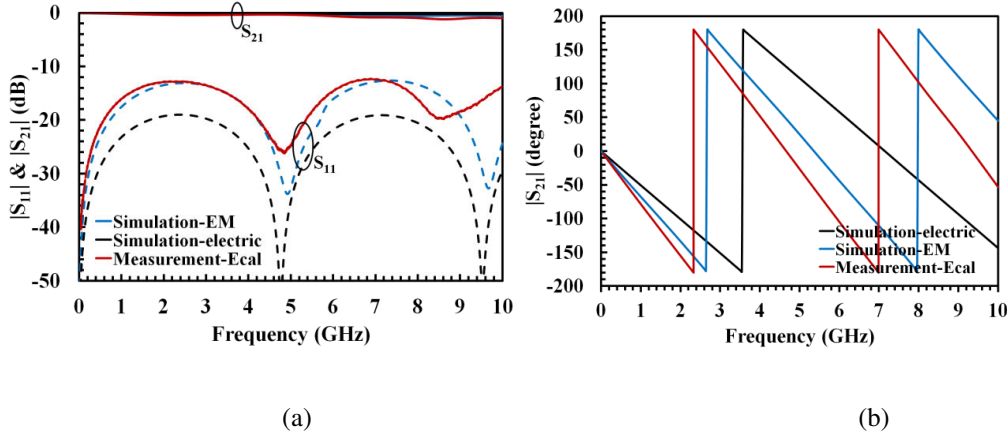 0
-10
-20
-30
-40
-50
|S11| & |S21| (dB)
S21
S11
Simulation-EM
Simulation-electric
Measurement-Ecal
0 1 2 3 4 5 6 7 8 9 10
Frequency (GHz)
(a)
200
150
100
50
0
-50
-100
-150
-200
|S21| (degree)
Simulation-electric
Simulation-EM
Measurement-Ecal
0 1 2 3 4 5 6 7 8 9 10
Frequency (GHz)
(b)